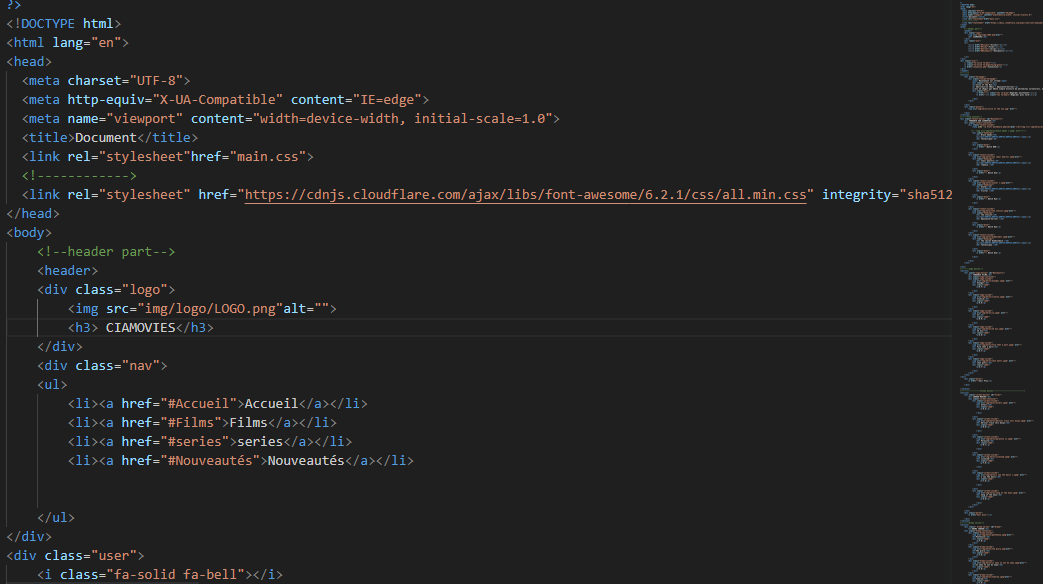 ?>
<!DOCTYPE html>
<html lang="en">
<head>
<meta charset="UTF-8">
<meta http-equiv="X-UA-Compatible" content="IE=edge">
<meta name="viewport" content="width=device-width, initial-scale=1.0">
<title>Document</title>
<link rel="stylesheet"href="main.css">
<!------------>
<link rel="stylesheet" href="https://cdnjs.cloudflare.com/ajax/libs/font-awesome/6.2.1/css/all.min.css" integrity="sha512
</head>
<body>
<!--header part-->
<header>
<div class="logo">
<img src="img/logo/LOGO.png"alt="">
<h3> CIAMOVIES</h3>
</div>
<div class="nav">
<ul>
<li><a href="#Accueil">Accueil</a></li>
<li><a href="#Films">Films</a></li>
<li><a href="#series">series</a></li>
<li><a href="#Nouveautés">Nouveautés</a></li>
</ul>
</div>
<div class="user">
<i class="fa-solid fa-bell"></i>